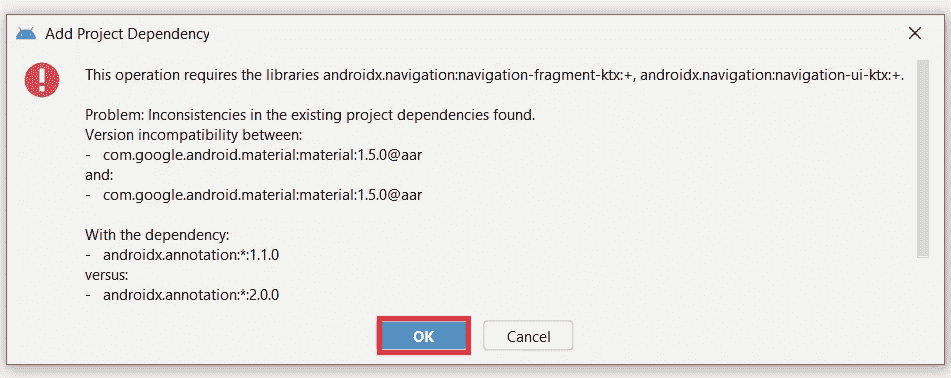 Add Project Dependency
This operation requires the libraries androidx.navigation:navigation-fragment-ktx:+, androidx.navigation:navigation-ui-ktx:+.
Problem: Inconsistencies in the existing project dependencies found.
Version incompatibility between:
-   com.google.android.material:material:1.5.0@aar
and:
-   com.google.android.material:material:1.5.0@aar
With the dependency:
-   androidx.annotation:*:1.1.0
versus:
-   androidx.annotation:*:2.0.0
OK
Cancel